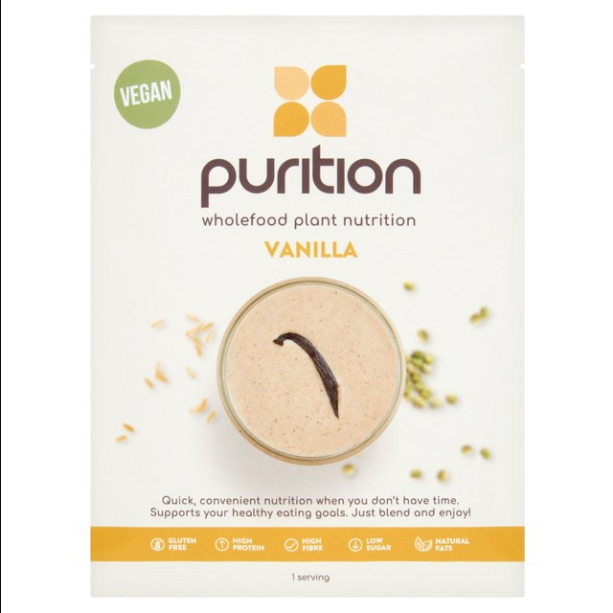 VEGAN
purition
wholefood plant nutrition
VANILLA
Quick, convenient nutrition when you don't have time.
Supports your healthy eating goals. Just blend and enjoy!
GLUTEN
FREE
HIGH
PROTEIN
HIGH
FIBRE
LOW
SUGAR
NATURAL
FATS
1 serving